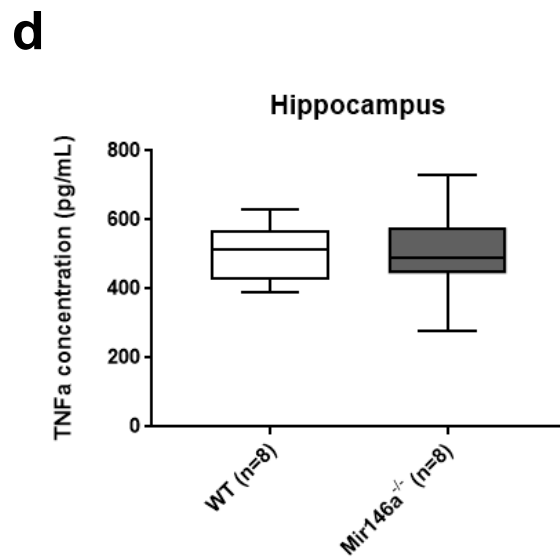 d
Hippocampus
TNFa concentration (pg/mL)
800
600
400
200
0
WT (n=8)
Mir146a-/- (n=8)